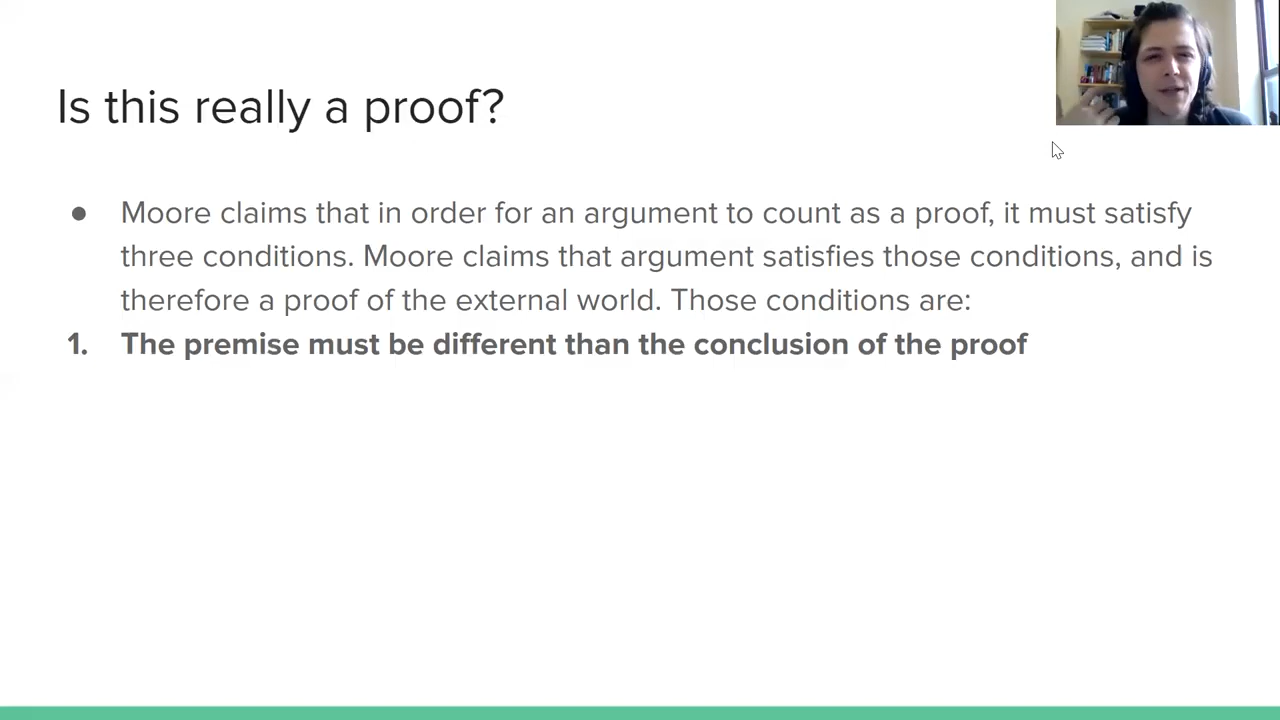 Is this really a proof?
● Moore claims that in order for an argument to count as a proof, it must satisfy
three conditions. Moore claims that argument satisfies those conditions, and is
therefore a proof of the external world. Those conditions are:
1. The premise must be different than the conclusion of the proof